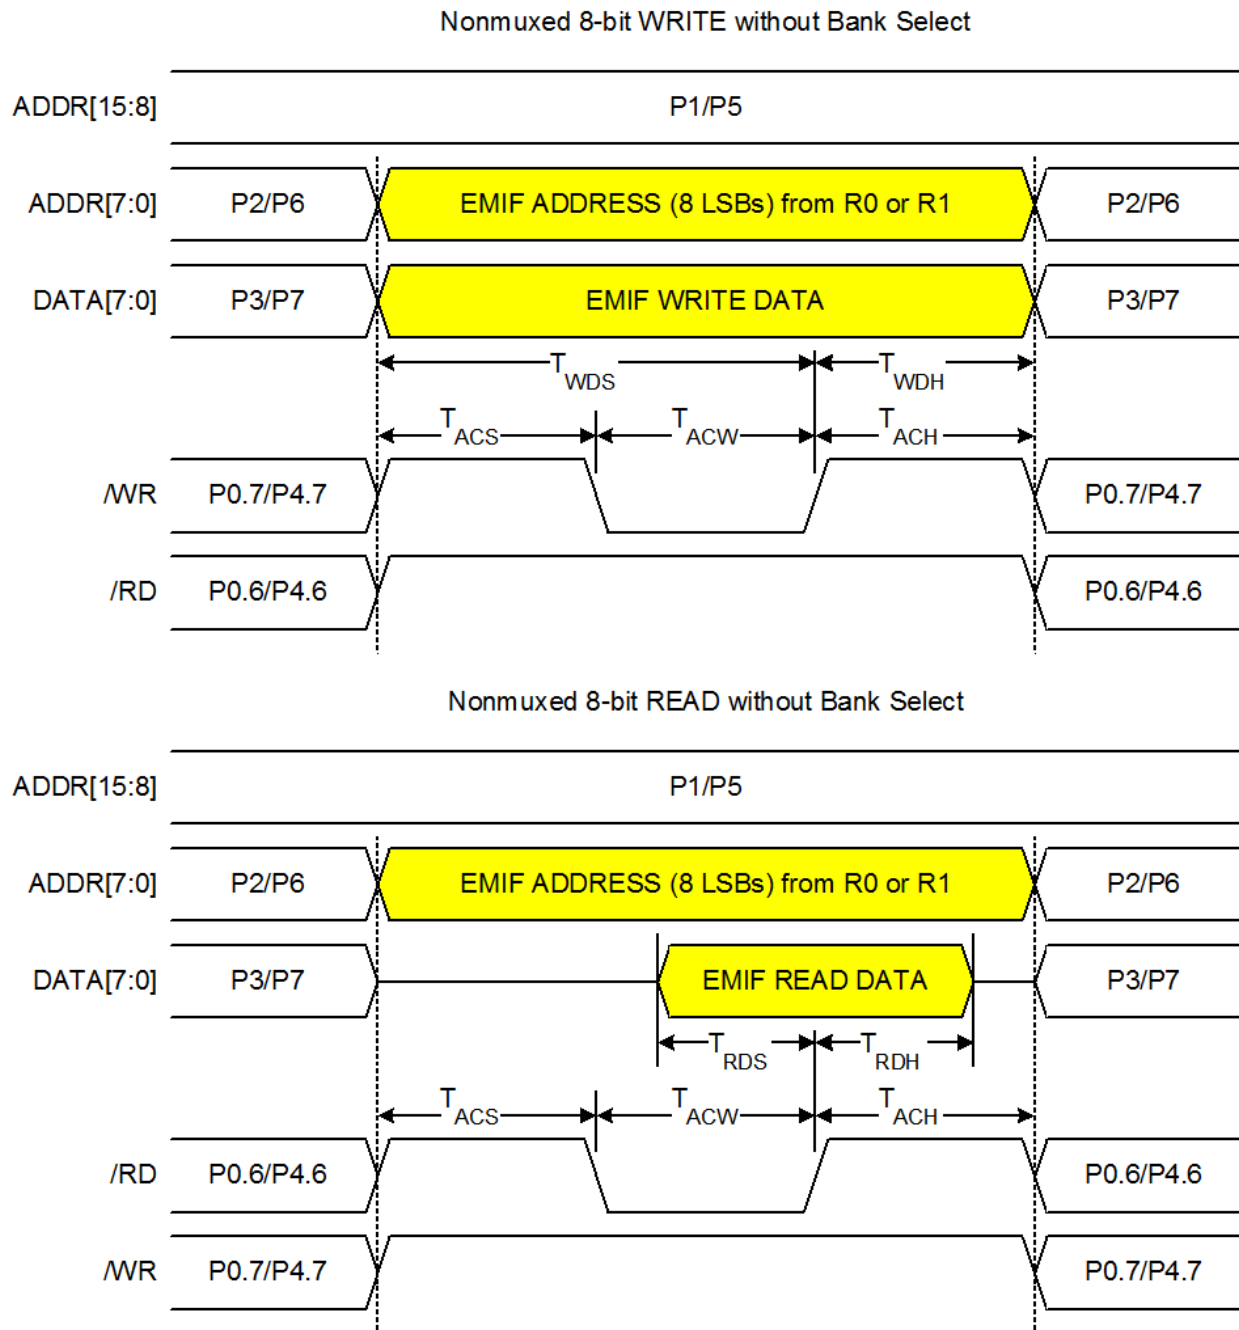 Nonmuxed 8-bit WRITE without Bank Select
ADDR[15:8] P1/P5
ADDR[7:0] P2/P6 EMIF ADDRESS (8 LSBs) from R0 or R1 P2/P6
DATA[7:0] P3/P7 EMIF WRITE DATA P3/P7
TWDS TWDH
TACS TACW TACH
/WR P0.7/P4.7 P0.7/P4.7
/RD P0.6/P4.6 P0.6/P4.6
Nonmuxed 8-bit READ without Bank Select
ADDR[15:8] P1/P5
ADDR[7:0] P2/P6 EMIF ADDRESS (8 LSBs) from R0 or R1 P2/P6
DATA[7:0] P3/P7 EMIF READ DATA P3/P7
TRDS TRDH
TACS TACW TACH
/RD P0.6/P4.6 P0.6/P4.6
/WR P0.7/P4.7 P0.7/P4.7